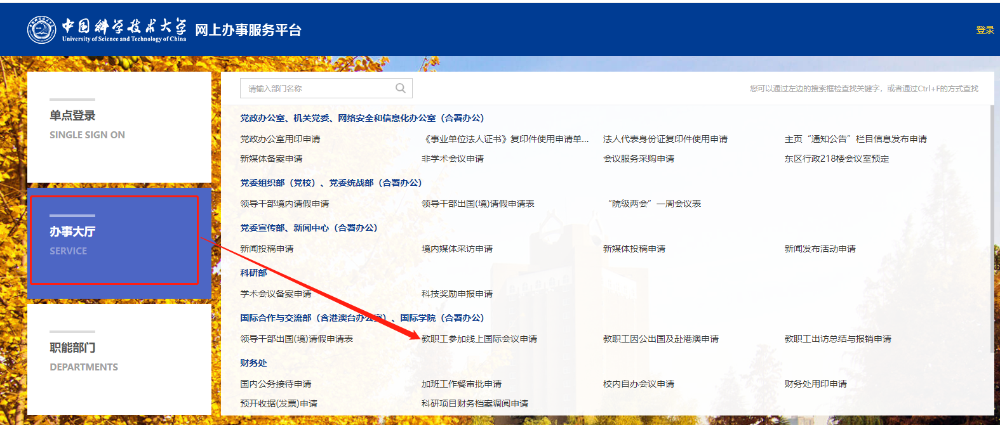 中国科学技术大学
University of Science and Technology of China
网上办事服务平台
登录
单点登录
SINGLE SIGN ON
办事大厅
SERVICE
职能部门
DEPARTMENTS
请输入部门名称
您可以通过左边的搜索框检查找关键字，或者通过Ctrl+F的方式查找
党政办公室、机关党委、网络安全和信息化办公室（合署办公）
党政办公室用印申请 《事业单位法人证书》复印件使用申请单... 法人代表身份证复印件使用申请 主页“通知公告”栏目信息发布申请
新媒体备案申请 非学术会议申请 会议服务采购申请 东区行政218楼会议室预定
党委组织部（党校）、党委统战部（合署办公）
领导干部境内请假申请 领导干部出国(境)请假申请表 “院级两会”一周会议表
党委宣传部、新闻中心（合署办公）
新闻投稿申请 境内媒体采访申请 新媒体投稿申请 新闻发布活动申请
科研部
学术会议备案申请 科技奖励申报申请
国际合作与交流部（含港澳台办公室）、国际学院（合署办公）
领导干部出国(境)请假申请表 教职工参加线上国际会议申请 教职工因公出国及赴港澳申请 教职工出访总结与报销申请
财务处
国内公务接待申请 加班工作餐审批申请 校内自办会议申请 财务处用印申请
预开收据(发票)申请 科研项目财务档案调阅申请